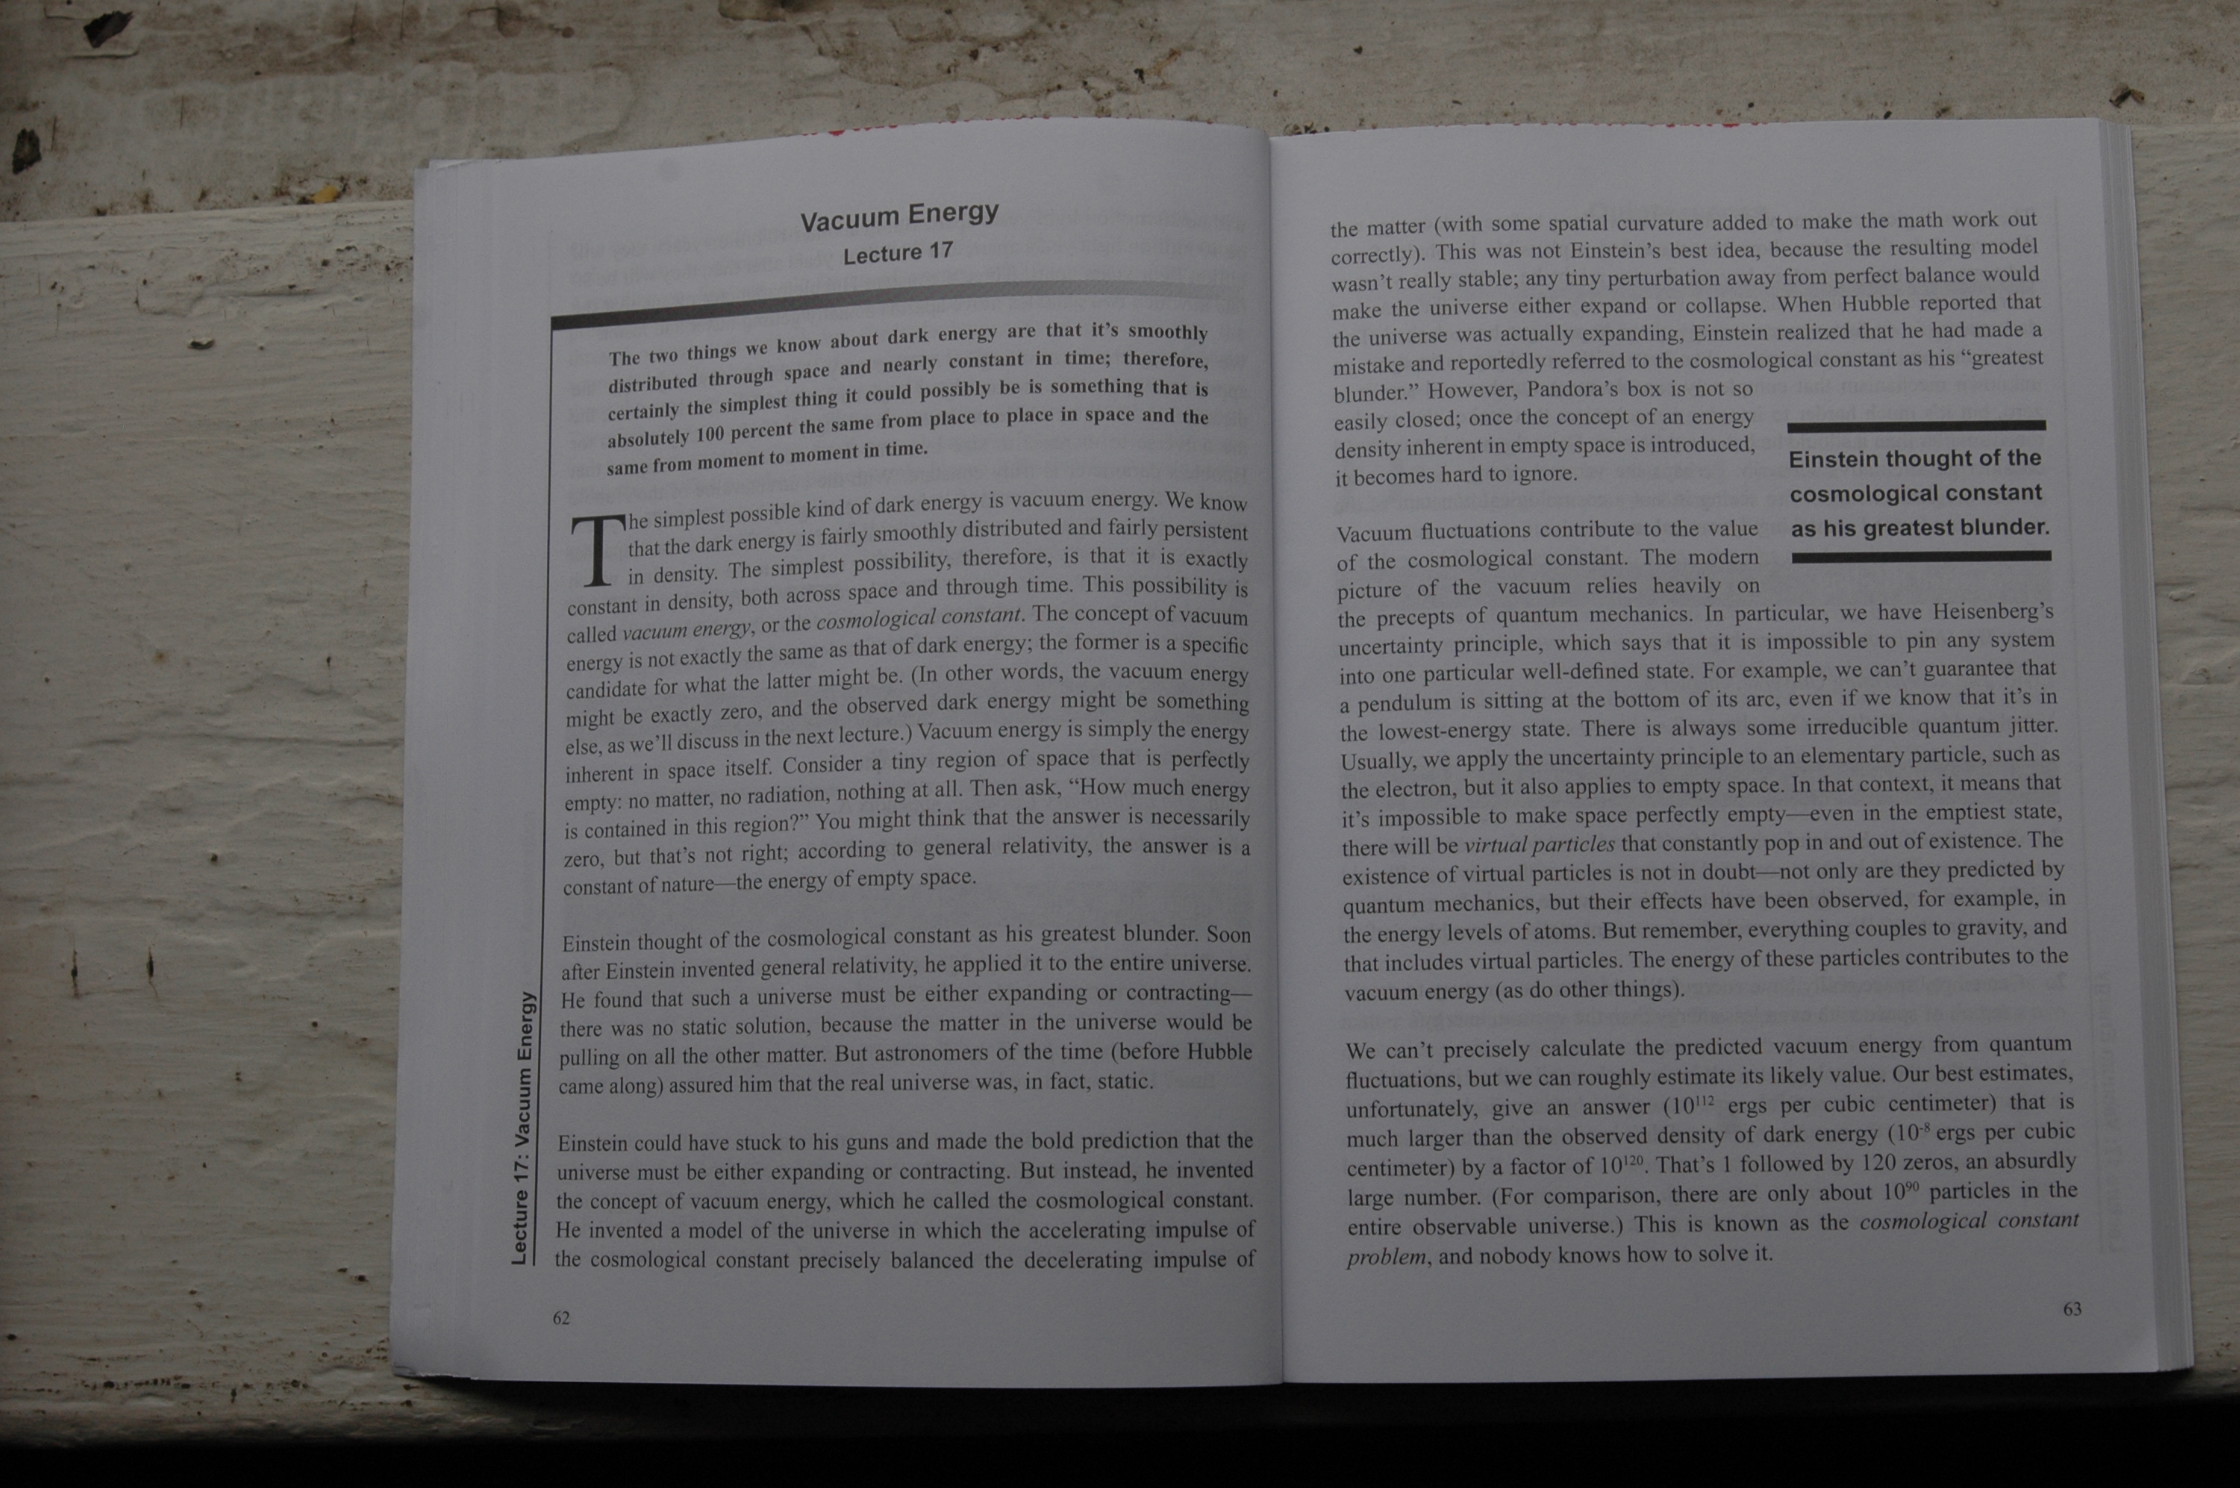 Vacuum Energy
Lecture 17
The two things we know about dark energy are that it’s smoothly
distributed through space and nearly constant in time; therefore,
certainly the simplest thing it could possibly be is something that is
absolutely 100 percent the same from place to place in space and the
same from moment to moment in time.
The simplest possible kind of dark energy is vacuum energy. We know
that the dark energy is fairly smoothly distributed and fairly persistent
in density. The simplest possibility, therefore, is that it is exactly
constant in density, both across space and through time. This possibility is
called vacuum energy, or the cosmological constant. The concept of vacuum
energy is not exactly the same as that of dark energy; the former is a specific
candidate for what the latter might be. (In other words, the vacuum energy
might be exactly zero, and the observed dark energy might be something
else, as we’ll discuss in the next lecture.) Vacuum energy is simply the energy
inherent in space itself. Consider a tiny region of space that is perfectly
empty: no matter, no radiation, nothing at all. Then ask, “How much energy
is contained in this region?” You might think that the answer is necessarily
zero, but that’s not right; according to general relativity, the answer is a
constant of nature—the energy of empty space.
Einstein thought of the cosmological constant as his greatest blunder. Soon
after Einstein invented general relativity, he applied it to the entire universe.
He found that such a universe must be either expanding or contracting—
there was no static solution, because the matter in the universe would be
pulling on all the other matter. But astronomers of the time (before Hubble
came along) assured him that the real universe was, in fact, static.
Einstein could have stuck to his guns and made the bold prediction that the
universe must be either expanding or contracting. But instead, he invented
the concept of vacuum energy, which he called the cosmological constant.
He invented a model of the universe in which the accelerating impulse of
the cosmological constant precisely balanced the decelerating impulse of
Lecture 17: Vacuum Energy
62
the matter (with some spatial curvature added to make the math work out
correctly). This was not Einstein’s best idea, because the resulting model
wasn’t really stable; any tiny perturbation away from perfect balance would
make the universe either expand or collapse. When Hubble reported that
the universe was actually expanding, Einstein realized that he had made a
mistake and reportedly referred to the cosmological constant as his “greatest
blunder.” However, Pandora’s box is not so
easily closed; once the concept of an energy
density inherent in empty space is introduced,
it becomes hard to ignore.
Einstein thought of the
cosmological constant
as his greatest blunder.
Vacuum fluctuations contribute to the value
of the cosmological constant. The modern
picture of the vacuum relies heavily on
the precepts of quantum mechanics. In particular, we have Heisenberg’s
uncertainty principle, which says that it is impossible to pin any system
into one particular well-defined state. For example, we can’t guarantee that
a pendulum is sitting at the bottom of its arc, even if we know that it’s in
the lowest-energy state. There is always some irreducible quantum jitter.
Usually, we apply the uncertainty principle to an elementary particle, such as
the electron, but it also applies to empty space. In that context, it means that
it’s impossible to make space perfectly empty—even in the emptiest state,
there will be virtual particles that constantly pop in and out of existence. The
existence of virtual particles is not in doubt—not only are they predicted by
quantum mechanics, but their effects have been observed, for example, in
the energy levels of atoms. But remember, everything couples to gravity, and
that includes virtual particles. The energy of these particles contributes to the
vacuum energy (as do other things).
We can’t precisely calculate the predicted vacuum energy from quantum
fluctuations, but we can roughly estimate its likely value. Our best estimates,
unfortunately, give an answer (10¹¹² ergs per cubic centimeter) that is
much larger than the observed density of dark energy (10⁻⁸ ergs per cubic
centimeter) by a factor of 10¹²⁰. That’s 1 followed by 120 zeros, an absurdly
large number. (For comparison, there are only about 10⁹⁰ particles in the
entire observable universe.) This is known as the cosmological constant
problem, and nobody knows how to solve it.
63